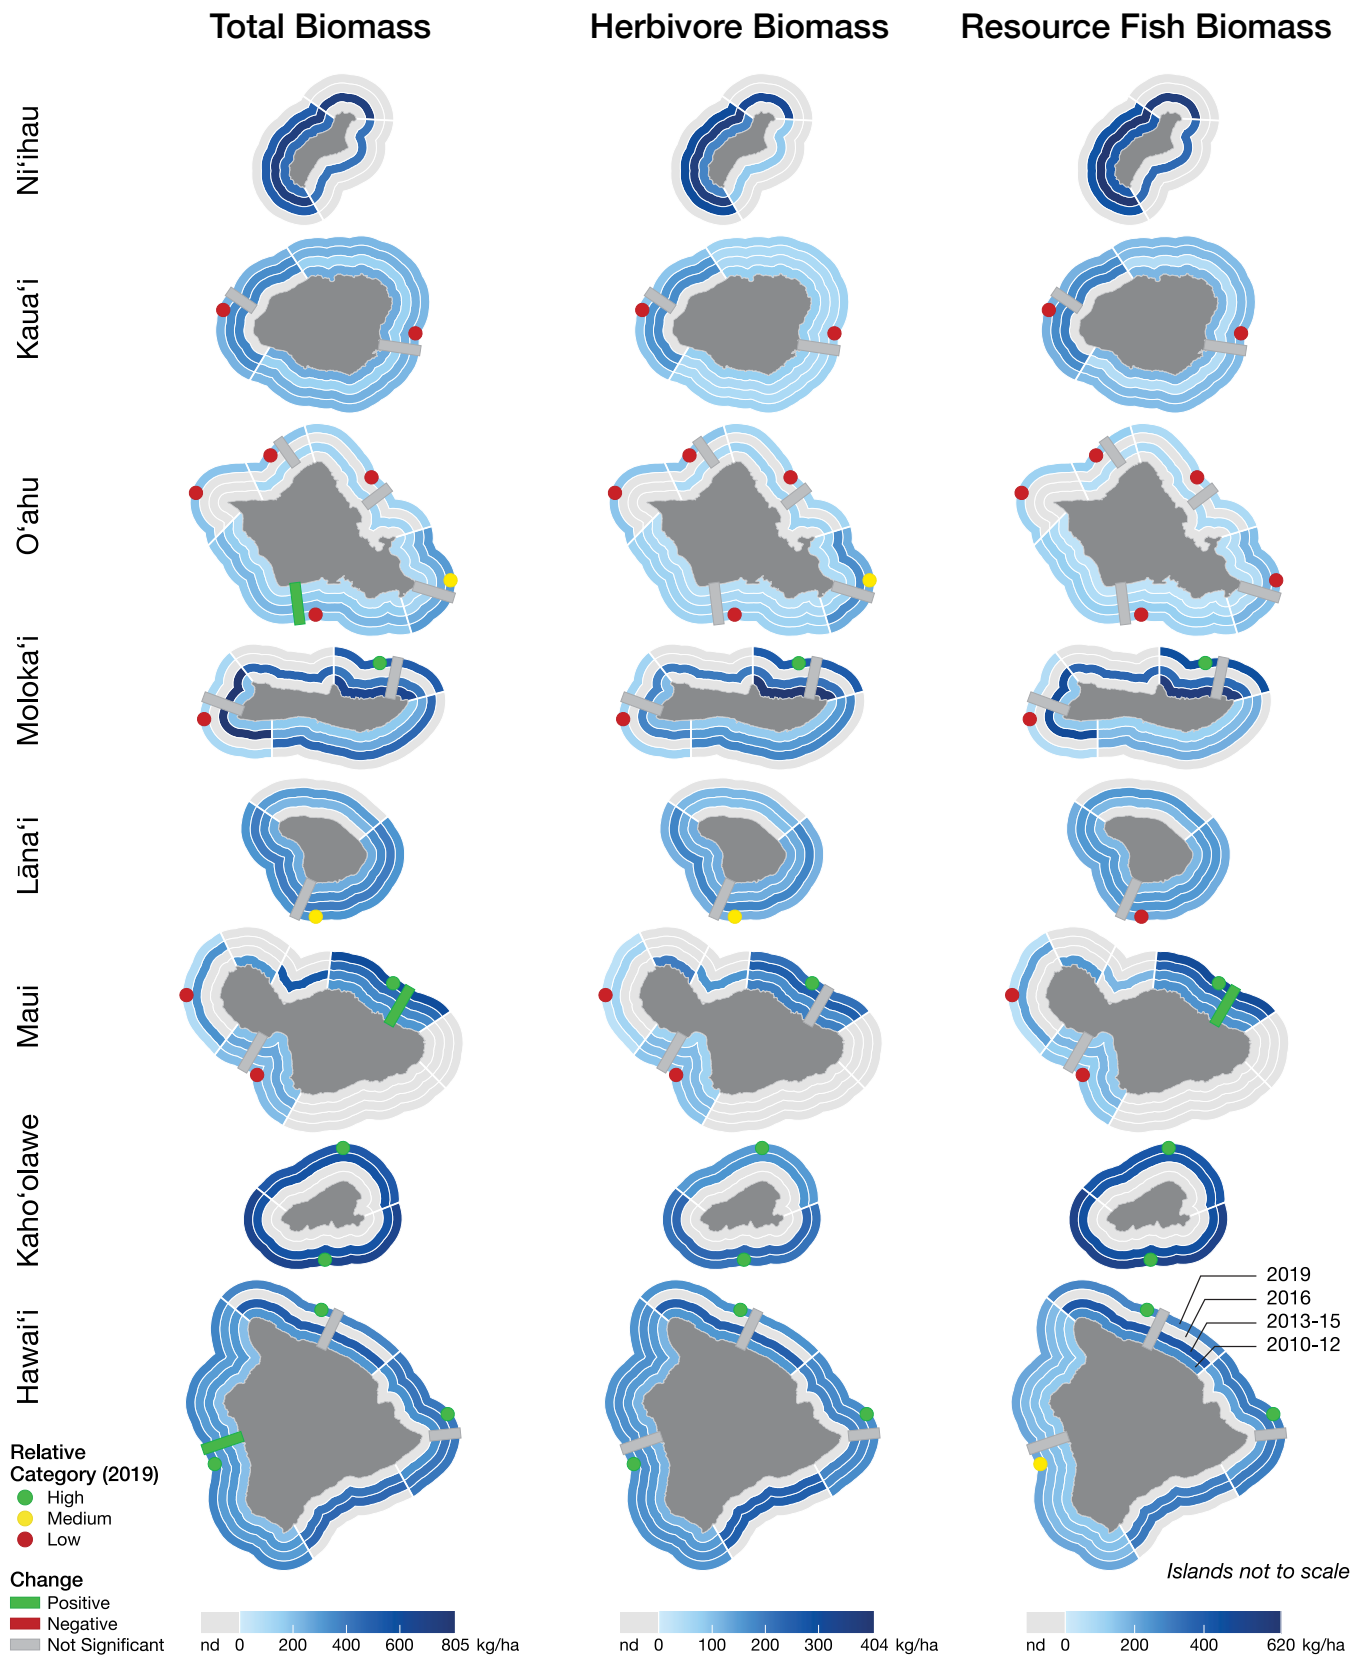 Total Biomass
Herbivore Biomass
Resource Fish Biomass
Niʻihau
Kauaʻi
Oʻahu
Molokaʻi
Lānaʻi
Maui
Kahoʻolawe
Hawaiʻi
2019
2016
2013-15
2010-12
Relative
Category (2019)
High
Medium
Low
Change
Positive
Negative
Not Significant
Islands not to scale
nd 0 200 400 600 805 kg/ha
nd 0 100 200 300 404 kg/ha
nd 0 200 400 620 kg/ha